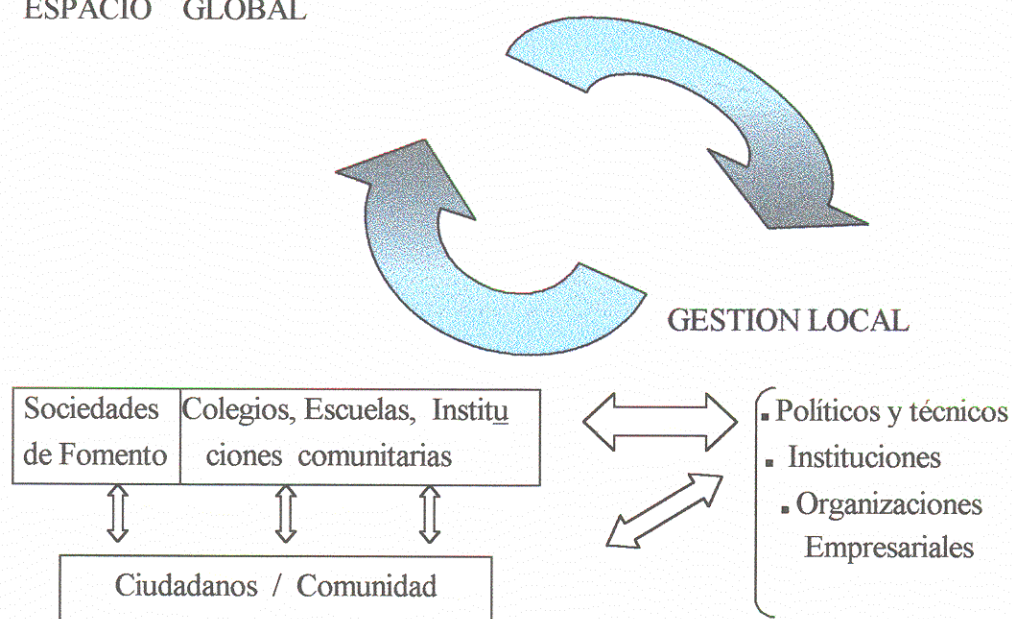 ESPACIO GLOBAL
GESTION LOCAL
Sociedades
de Fomento
Colegios, Escuelas, Institu
ciones comunitarias
Políticos y técnicos
Instituciones
Organizaciones
Empresariales
Ciudadanos / Comunidad